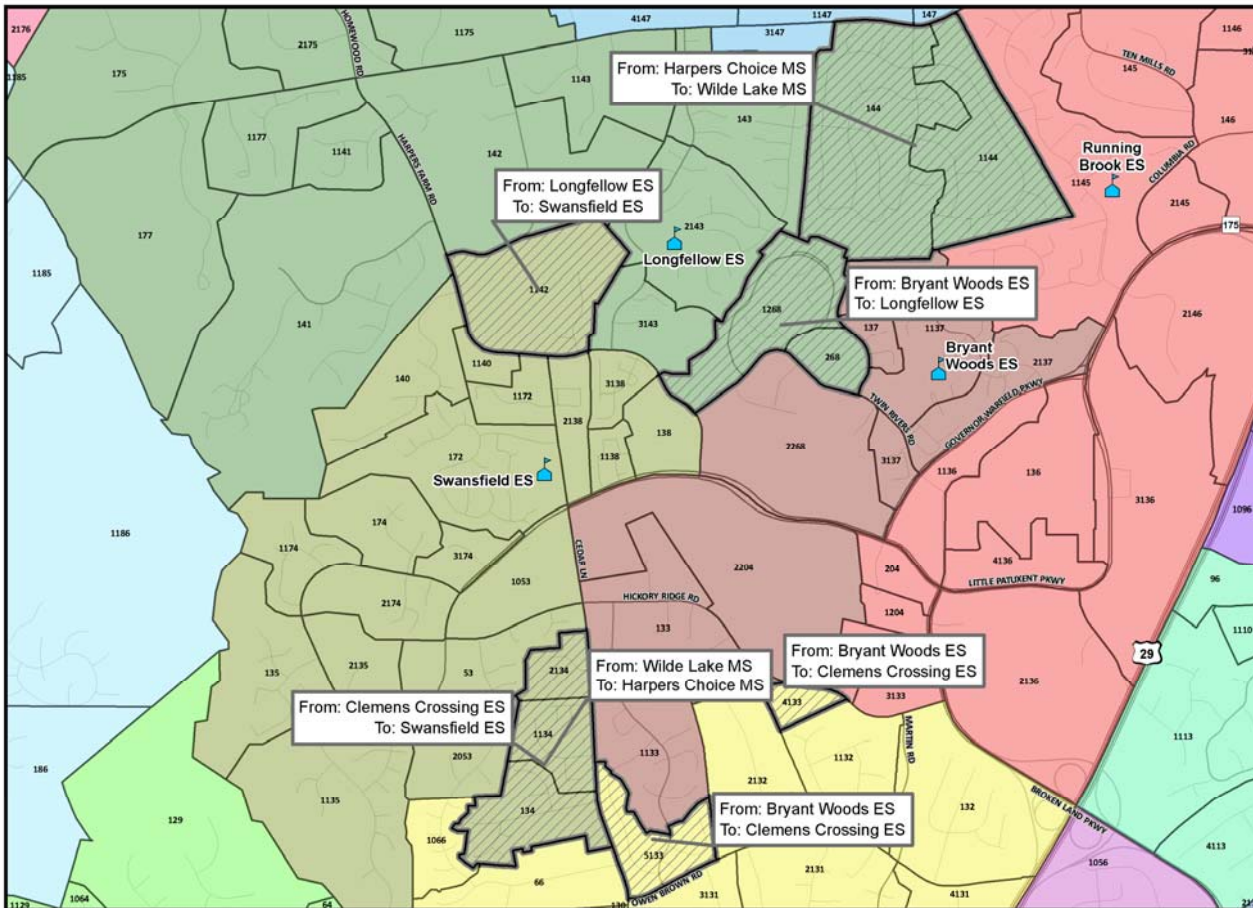 2176
HOMEWOOD RD
1175
4147
1147
147
2175
3147
1146
175
1185
1143
From: Harpers Choice MS
To: Wilde Lake MS
TEN MILLS RD
145
143
144
146
1177
1141
142
HARPERS FARM RD
1144
Running
Brook ES
COLUMBIA RD
1145
From: Longfellow ES
To: Swansfield ES
2145
175
177
2143
Longfellow ES
1185
1142
From: Bryant Woods ES
To: Longfellow ES
1268
141
3143
137
1137
2146
268
Bryant
Woods ES
2137
1140
140
3138
1172
2138
TWIN RIVERS RD
GOVERNOR WARFIELD PKWY
138
172
1138
2268
3137
1136
136
Swansfield ES
3136
1096
174
1186
1174
3174
CEDAR LN
2204
204
4136
1053
96
2174
HICKORY RIDGE RD
LITTLE PATUXENT PKWY
1204
133
1110
29
135
2135
53
2134
From: Wilde Lake MS
To: Harpers Choice MS
From: Bryant Woods ES
To: Clemens Crossing ES
2136
4133
3133
From: Clemens Crossing ES
To: Swansfield ES
1134
MARTIN RD
1113
2053
1133
1132
186
2132
1135
134
From: Bryant Woods ES
To: Clemens Crossing ES
132
BROKEN LAND PKWY
129
1066
5133
4113
66
OWEN BROWN RD
2131
1056
1129
1064
64
130
3131
4131